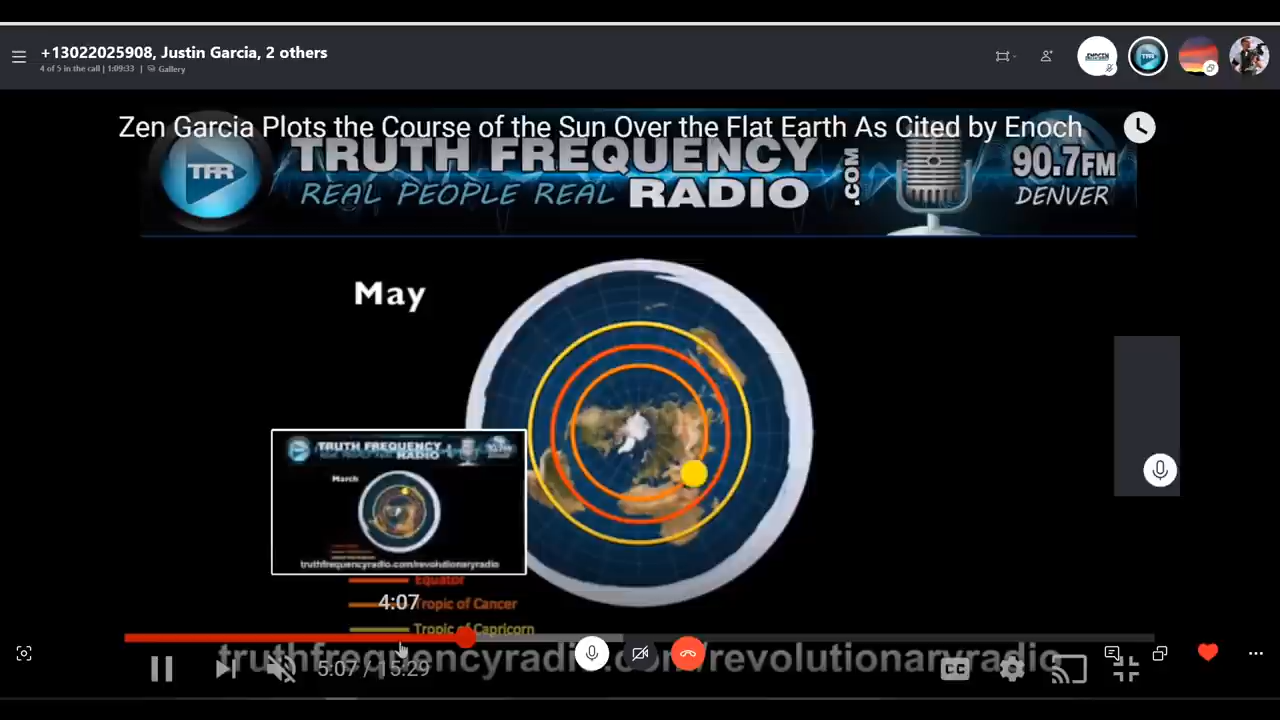 +13022025908, Justin Garcia, 2 others
4 of 5 in the call | 1:09:33 | Gallery
Zen Garcia Plots the Course of the Sun Over the Flat Earth As Cited by Enoch
TFR
TRUTH FREQUENCY
REAL PEOPLE REAL RADIO
.COM
90.7FM
DENVER
May
TRUTH FREQUENCY
RADIO
March
truthfrequencyradio.com/revolutionaryradio
Equator
4:07
Tropic of Cancer
Tropic of Capricorn
truthfrequencyradio.com/revolutionaryradio
5:07 / 15:29
CC